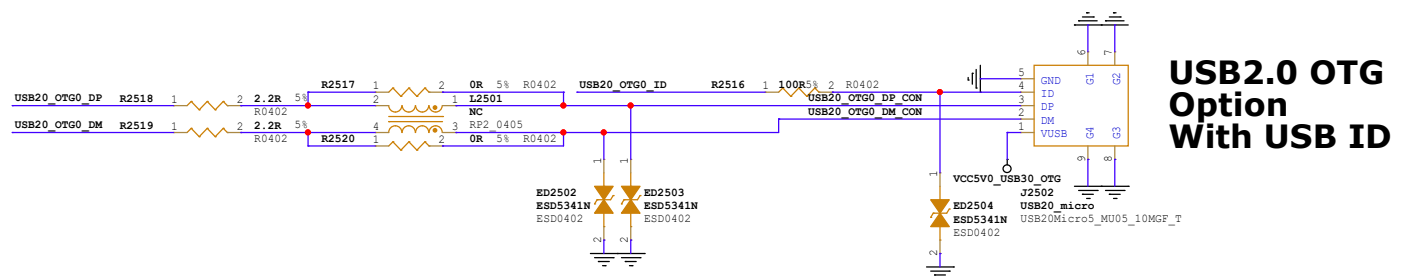 6 7
G1 G2
USB2.0 OTG
Option
With USB ID
R2517 1 2 0R 5% R0402
USB20_OTG0_ID R2516 1 100R 5% 2 R0402
5 GND
4 ID
3 DP
2 DM
1 VUSB
USB20_OTG0_DP R2518 1 2 2.2R 5% R0402
2 1 L2501
NC
USB20_OTG0_DP_CON
USB20_OTG0_DM_CON
USB20_OTG0_DM R2519 1 2 2.2R 5% R0402
4 3 RP2_0405
R2520 1 2 0R 5% R0402
G4 G3
9 8
VCC5V0_USB30_OTG
J2502
USB20_micro
USB20Micro5_MU05_10MGF_T
1 1
ED2502
ESD5341N
ESD0402
2
ED2503
ESD5341N
ESD0402
2
1
ED2504
ESD5341N
ESD0402
2